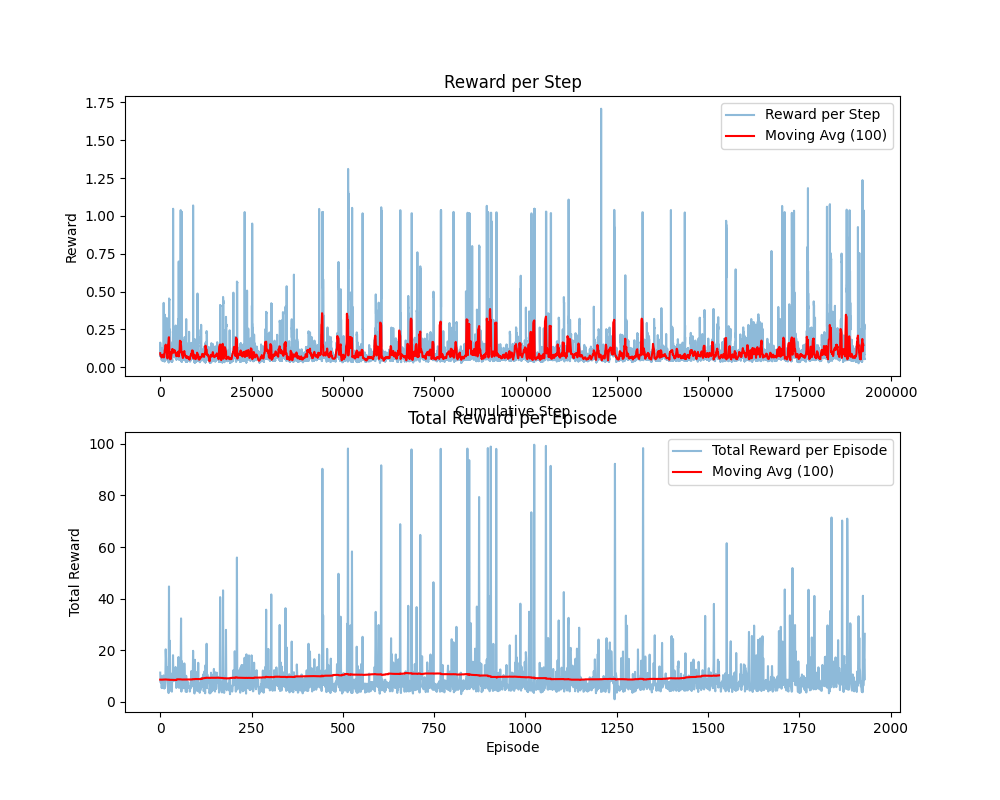 Reward per Step
1.75
1.50
1.25
1.00
0.75
0.50
0.25
0.00
Reward
Reward per Step
Moving Avg (100)
0 25000 50000 75000 100000 125000 150000 175000 200000
Cumulative Step
Total Reward per Episode
100
80
60
40
20
0
Total Reward
Total Reward per Episode
Moving Avg (100)
0 250 500 750 1000 1250 1500 1750 2000
Episode